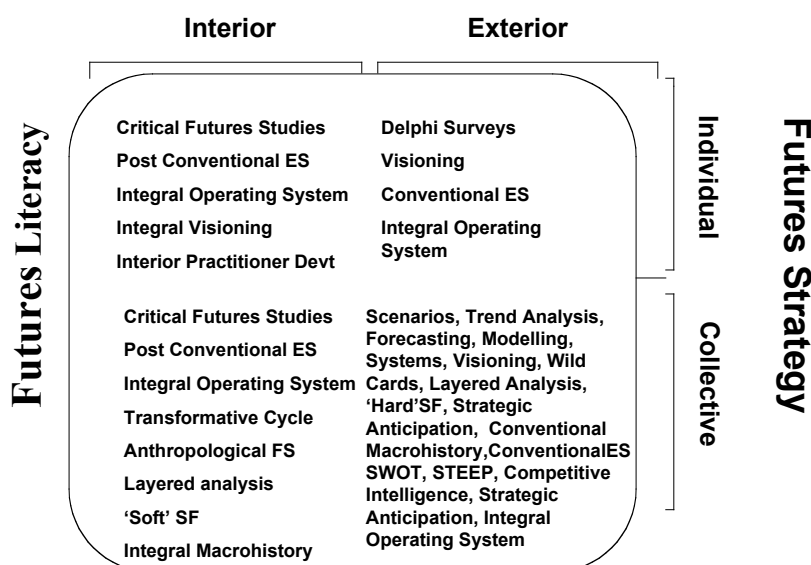 Interior
Exterior
Futures Literacy
Critical Futures Studies
Post Conventional ES
Integral Operating System
Integral Visioning
Interior Practitioner Devt
Delphi Surveys
Visioning
Conventional ES
Integral Operating
System
Individual
Futures Strategy
Critical Futures Studies
Post Conventional ES
Integral Operating System
Transformative Cycle
Anthropological FS
Layered analysis
‘Soft’ SF
Integral Macrohistory
Scenarios, Trend Analysis,
Forecasting, Modelling,
Systems, Visioning, Wild
Cards, Layered Analysis,
‘Hard’SF, Strategic
Anticipation, Conventional
Macrohistory,ConventionalES
SWOT, STEEP, Competitive
Intelligence, Strategic
Anticipation, Integral
Operating System
Collective